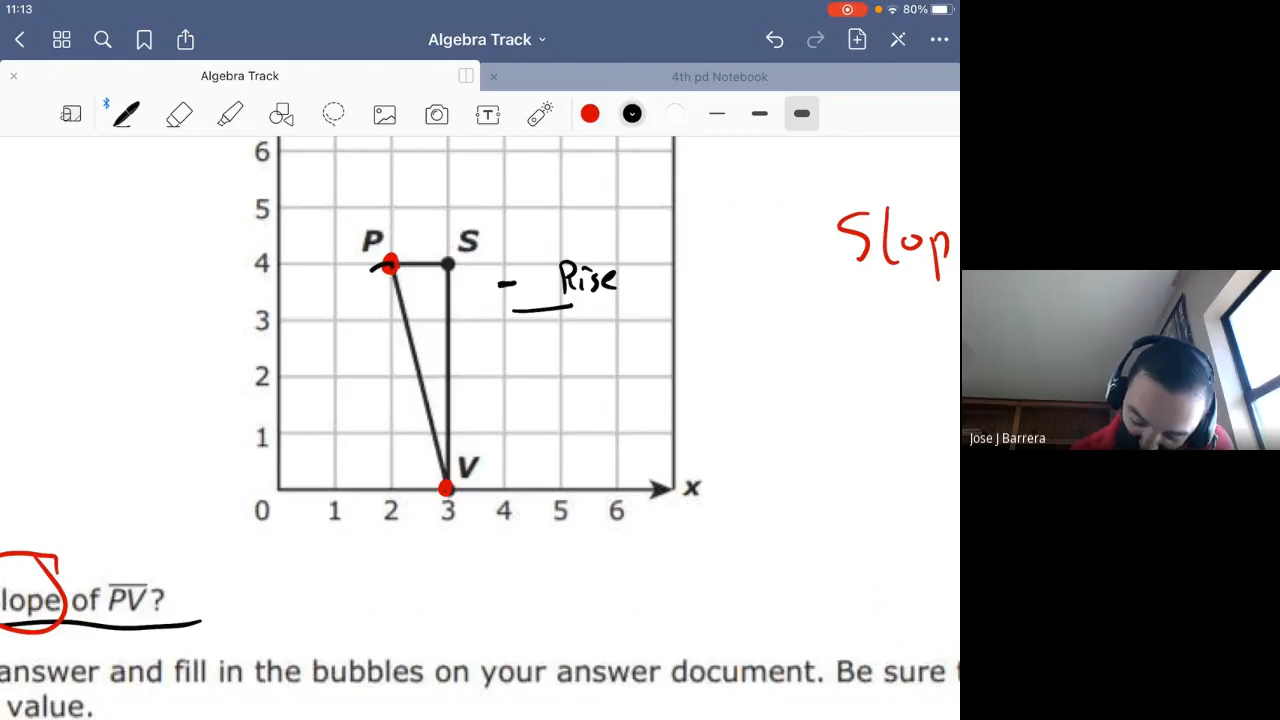 11:13
80%
Algebra Track
Algebra Track
4th pd Notebook
T
6
5
P
S
Slop
4
- Rise
3
2
1
V
x
0 1 2 3 4 5 6
lope of PV?
answer and fill in the bubbles on your answer document. Be sure
value.
Jose J Barrera